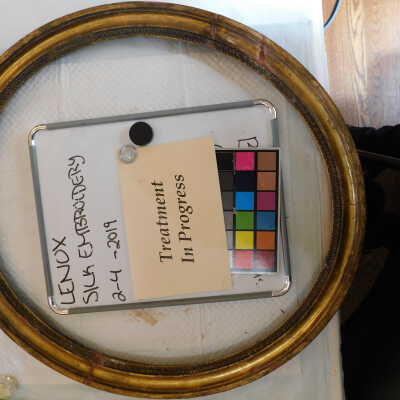 LENOX
SILK EMBROIDERY
2-4-2019
Treatment
In Progress